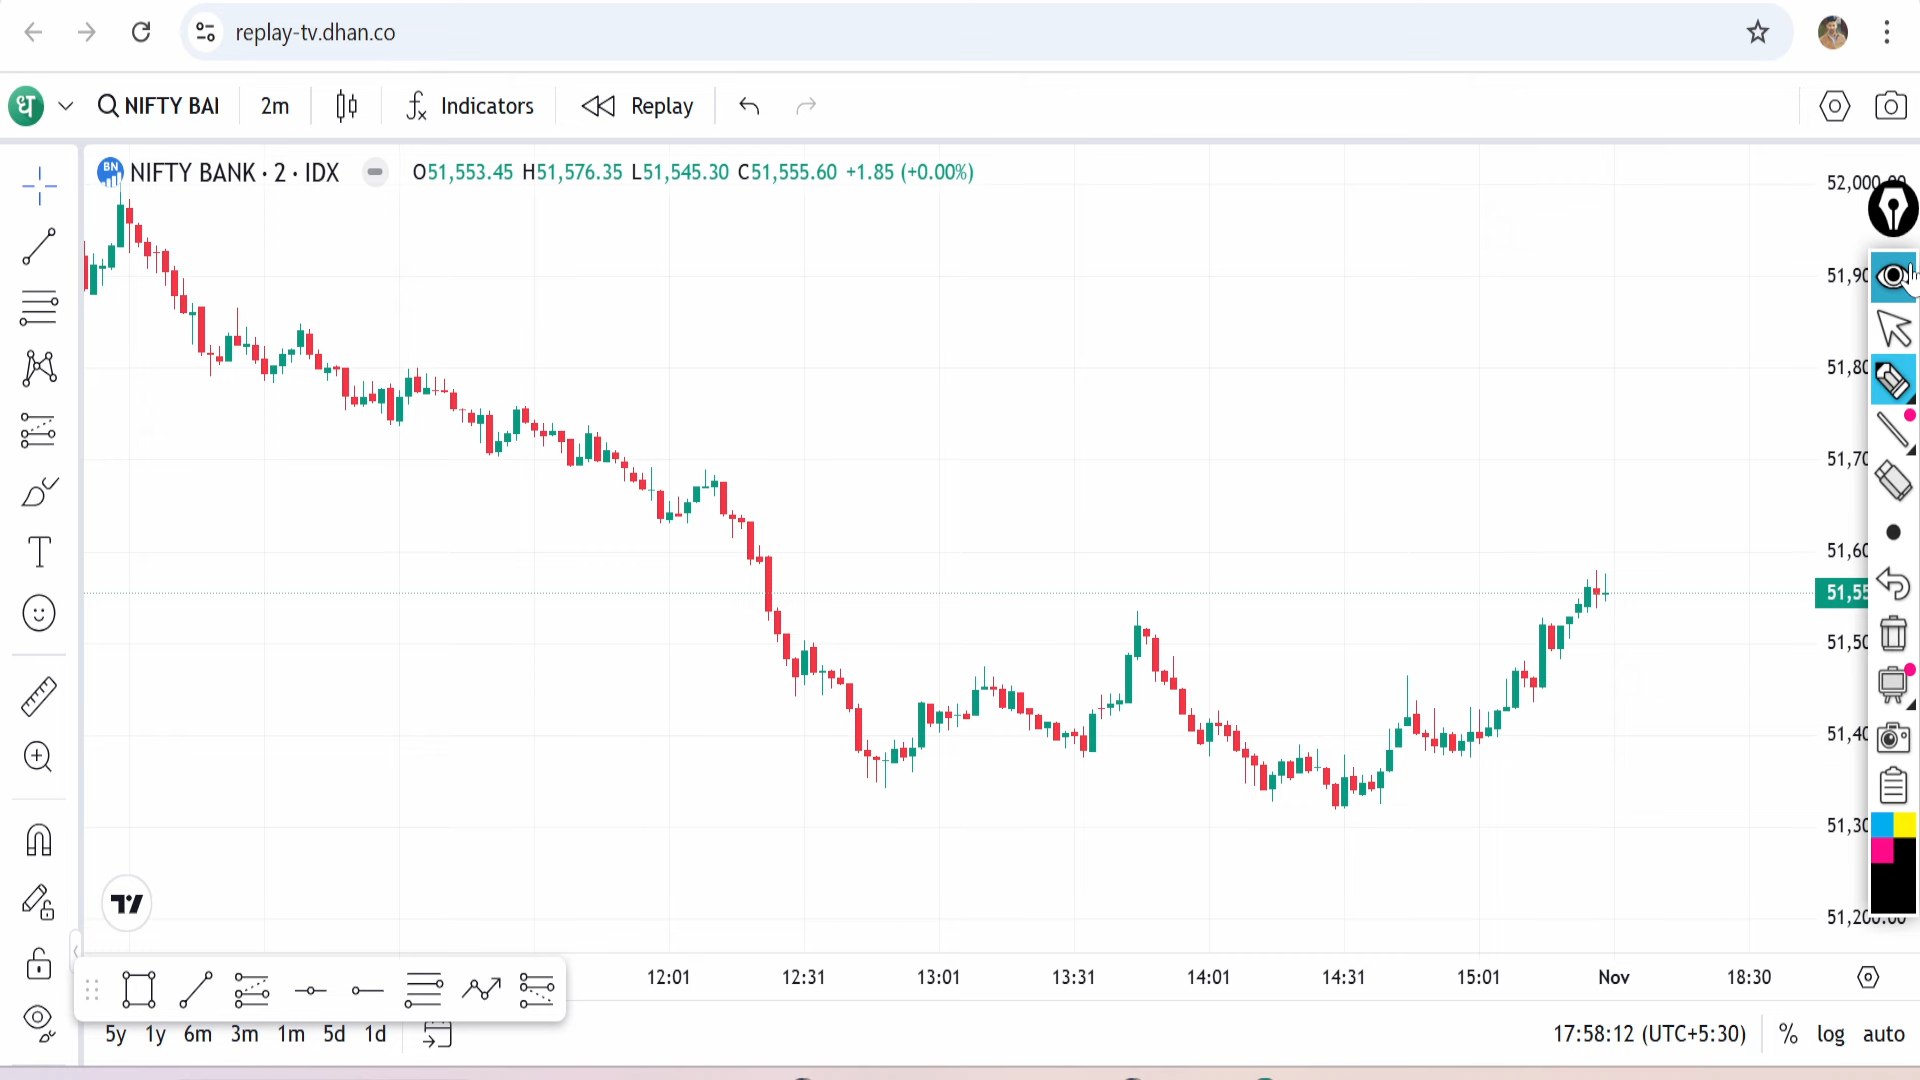 replay-tv.dhan.co
ध NIFTY BAI 2m Indicators Replay
BN NIFTY BANK · 2 · IDX O51,553.45 H51,576.35 L51,545.30 C51,555.60 +1.85 (+0.00%)
52,000.00
51,90
51,80
51,70
51,60
51,55
51,50
51,40
51,30
51,200.00
12:01 12:31 13:01 13:31 14:01 14:31 15:01 Nov 18:30
5y 1y 6m 3m 1m 5d 1d 17:58:12 (UTC+5:30) % log auto